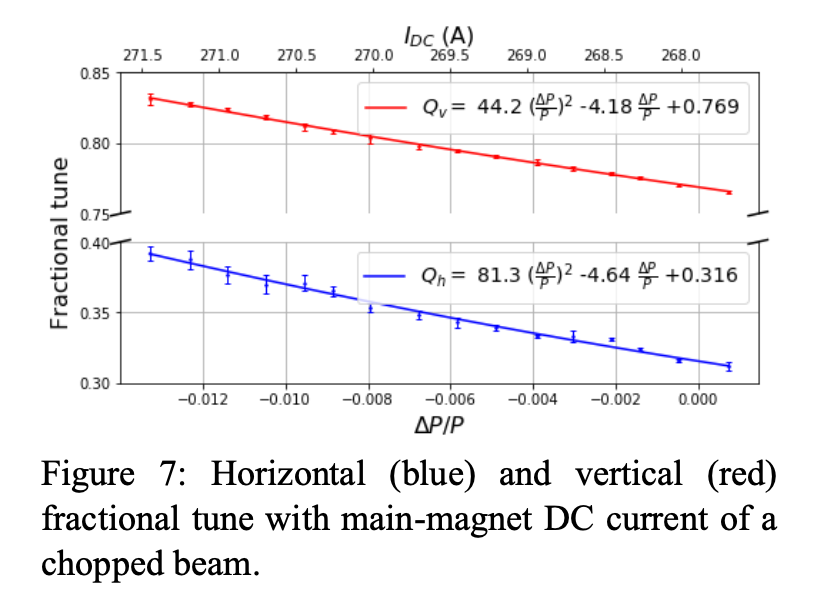 I_DC (A)
271.5 271.0 270.5 270.0 269.5 269.0 268.5 268.0
0.85
Q_v = 44.2 (ΔP/P)² -4.18 ΔP/P +0.769
0.80
0.75
Fractional tune
0.40
Q_h = 81.3 (ΔP/P)² -4.64 ΔP/P +0.316
0.35
0.30
−0.012 −0.010 −0.008 −0.006 −0.004 −0.002 0.000
ΔP/P
Figure 7: Horizontal (blue) and vertical (red)
fractional tune with main-magnet DC current of a
chopped beam.